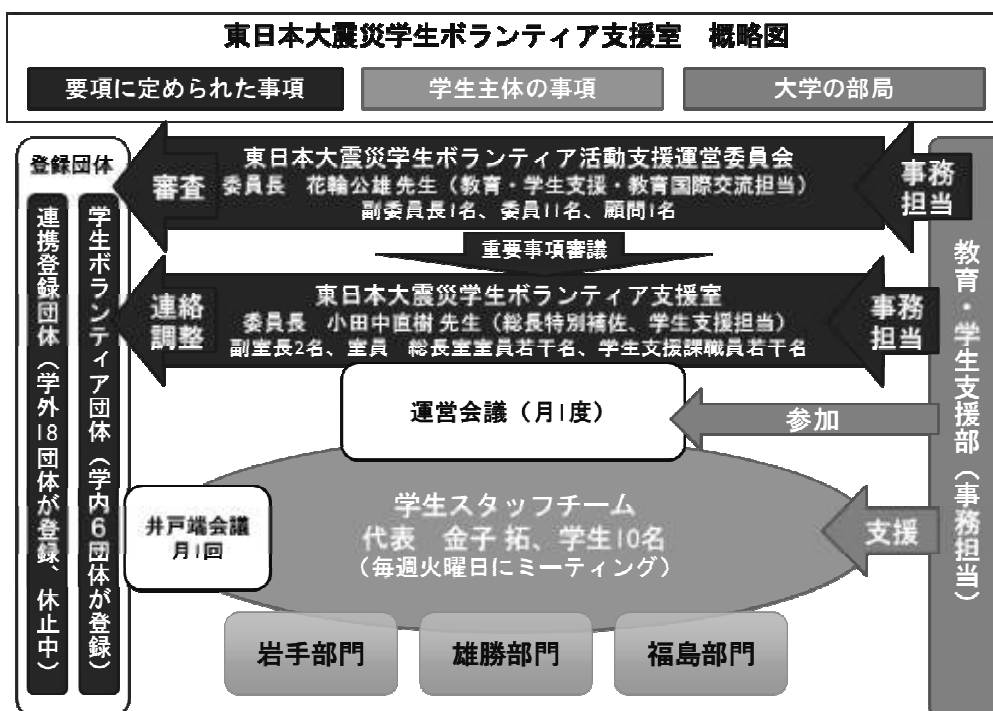 東日本大震災学生ボランティア支援室　概略図
要項に定められた事項
学生主体の事項
大学の部局
登録団体
連携登録団体（学外18団体が登録、休止中）
学生ボランティア団体（学内6団体が登録）
審査
東日本大震災学生ボランティア活動支援運営委員会
委員長　花輪公雄 先生（教育・学生支援・教育国際交流担当）
副委員長1名、委員11名、顧問1名
事務
担当
重要事項審議
連絡
調整
東日本大震災学生ボランティア支援室
委員長　小田中直樹 先生（総長特別補佐、学生支援担当）
副室長2名、室員　総長室室員若干名、学生支援課職員若干名
事務
担当
教育・学生支援部（事務担当）
運営会議（月1度）
参加
井戸端会議
月1回
学生スタッフチーム
代表　金子 拓、学生10名
（毎週火曜日にミーティング）
支援
岩手部門
雄勝部門
福島部門